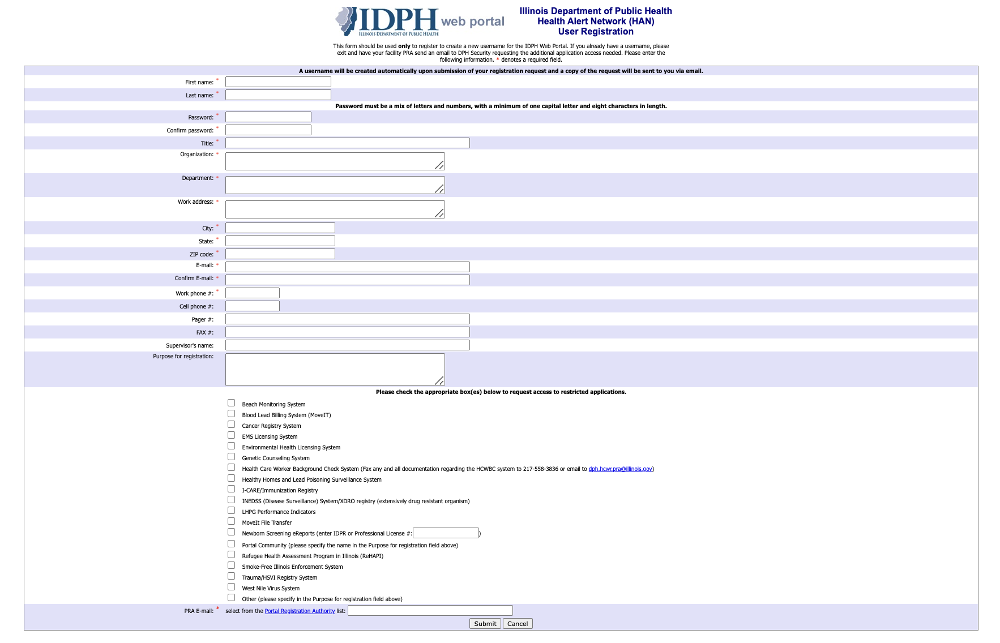 IDPH web portal
ILLINOIS DEPARTMENT OF PUBLIC HEALTH
Illinois Department of Public Health
Health Alert Network (HAN)
User Registration
This form should be used only to register to create a new username for the IDPH Web Portal. If you already have a username, please
exit and have your facility PRA send an email to DPH Security requesting the additional application access needed. Please enter the
following information. * denotes a required field.
A username will be created automatically upon submission of your registration request and a copy of the request will be sent to you via email.
First name: *
Last name: *
Password must be a mix of letters and numbers, with a minimum of one capital letter and eight characters in length.
Password: *
Confirm password: *
Title: *
Organization: *
Department: *
Work address: *
City: *
State: *
ZIP code: *
E-mail: *
Confirm E-mail: *
Work phone #: *
Cell phone #:
Pager #:
FAX #:
Supervisor's name:
Purpose for registration:
Please check the appropriate box(es) below to request access to restricted applications.
Beach Monitoring System
Blood Lead Billing System (MoveIT)
Cancer Registry System
EMS Licensing System
Environmental Health Licensing System
Genetic Counseling System
Health Care Worker Background Check System (Fax any and all documentation regarding the HCWBC system to 217-558-3836 or email to dph.hcwr.pra@illinois.gov)
Healthy Homes and Lead Poisoning Surveillance System
I-CARE/Immunization Registry
INEDSS (Disease Surveillance) System/XDRO registry (extensively drug resistant organism)
LHPG Performance Indicators
MoveIt File Transfer
Newborn Screening eReports (enter IDPR or Professional License #: )
Portal Community (please specify the name in the Purpose for registration field above)
Refugee Health Assessment Program in Illinois (ReHAPI)
Smoke-Free Illinois Enforcement System
Trauma/HSVI Registry System
West Nile Virus System
Other (please specify in the Purpose for registration field above)
PRA E-mail: * select from the Portal Registration Authority list:
Submit Cancel